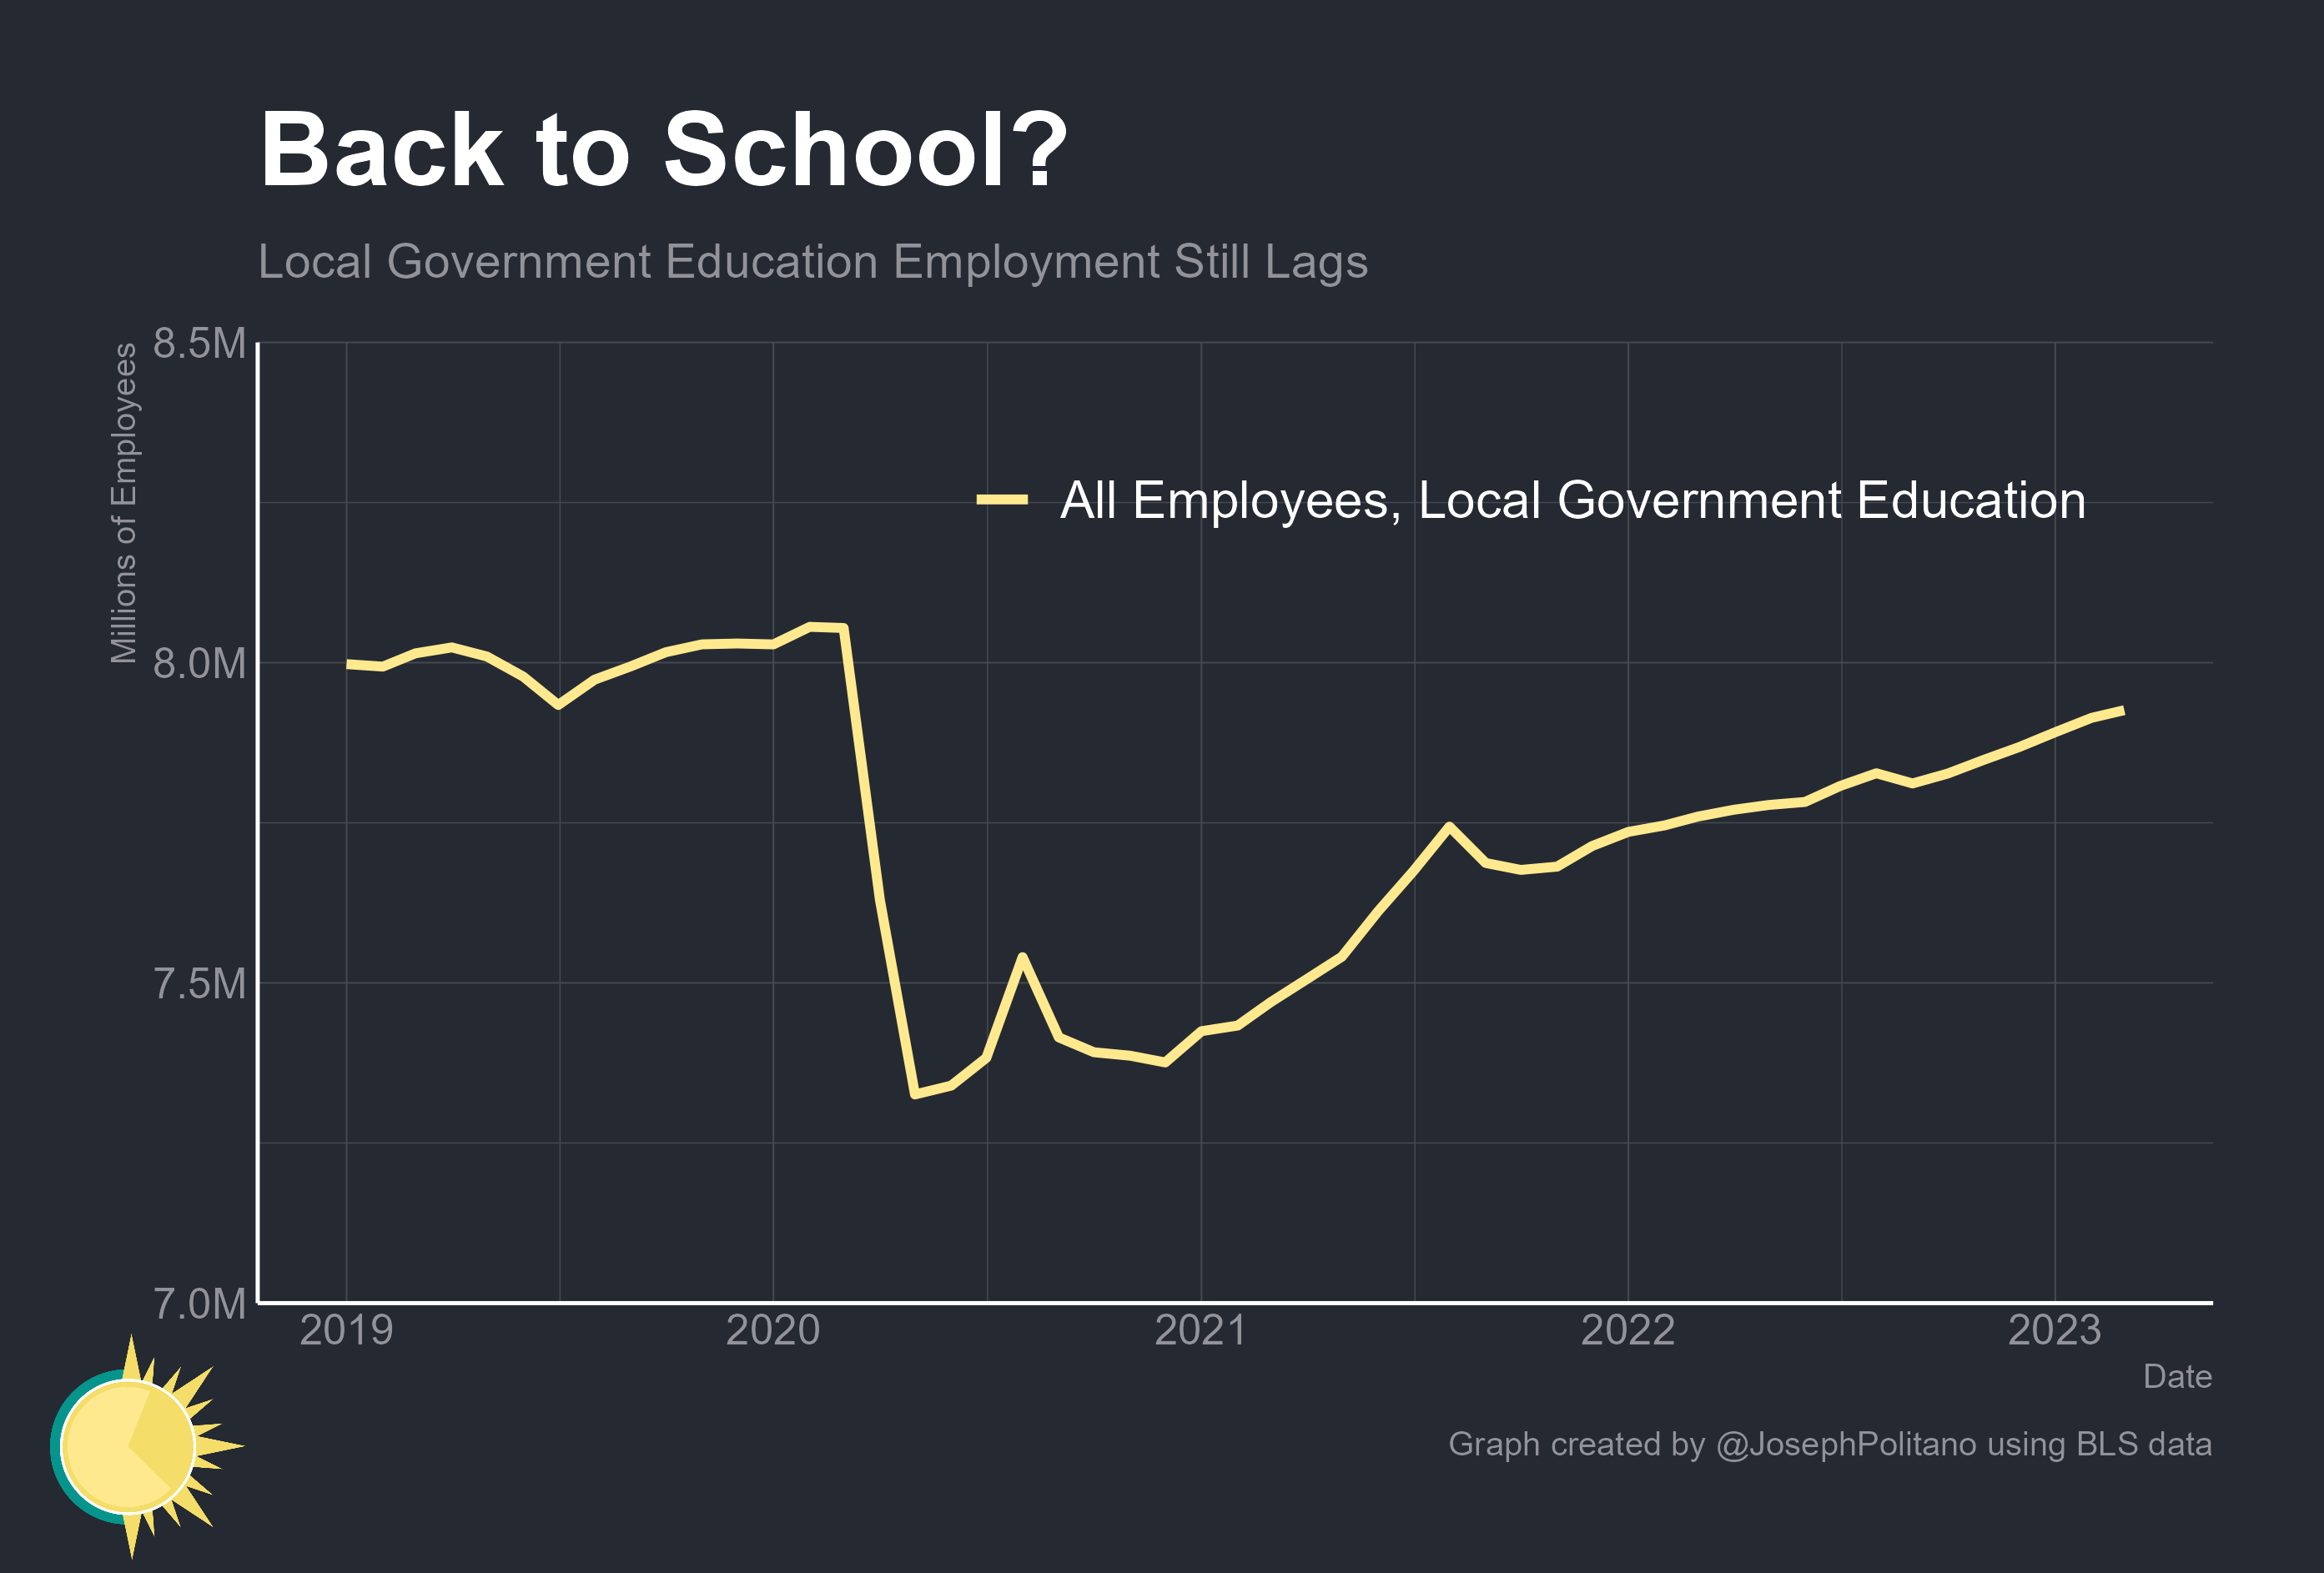 Back to School?
Local Government Education Employment Still Lags
Millions of Employees
8.5M
All Employees, Local Government Education
8.0M
7.5M
7.0M
2019 2020 2021 2022 2023
Date
Graph created by @JosephPolitano using BLS data